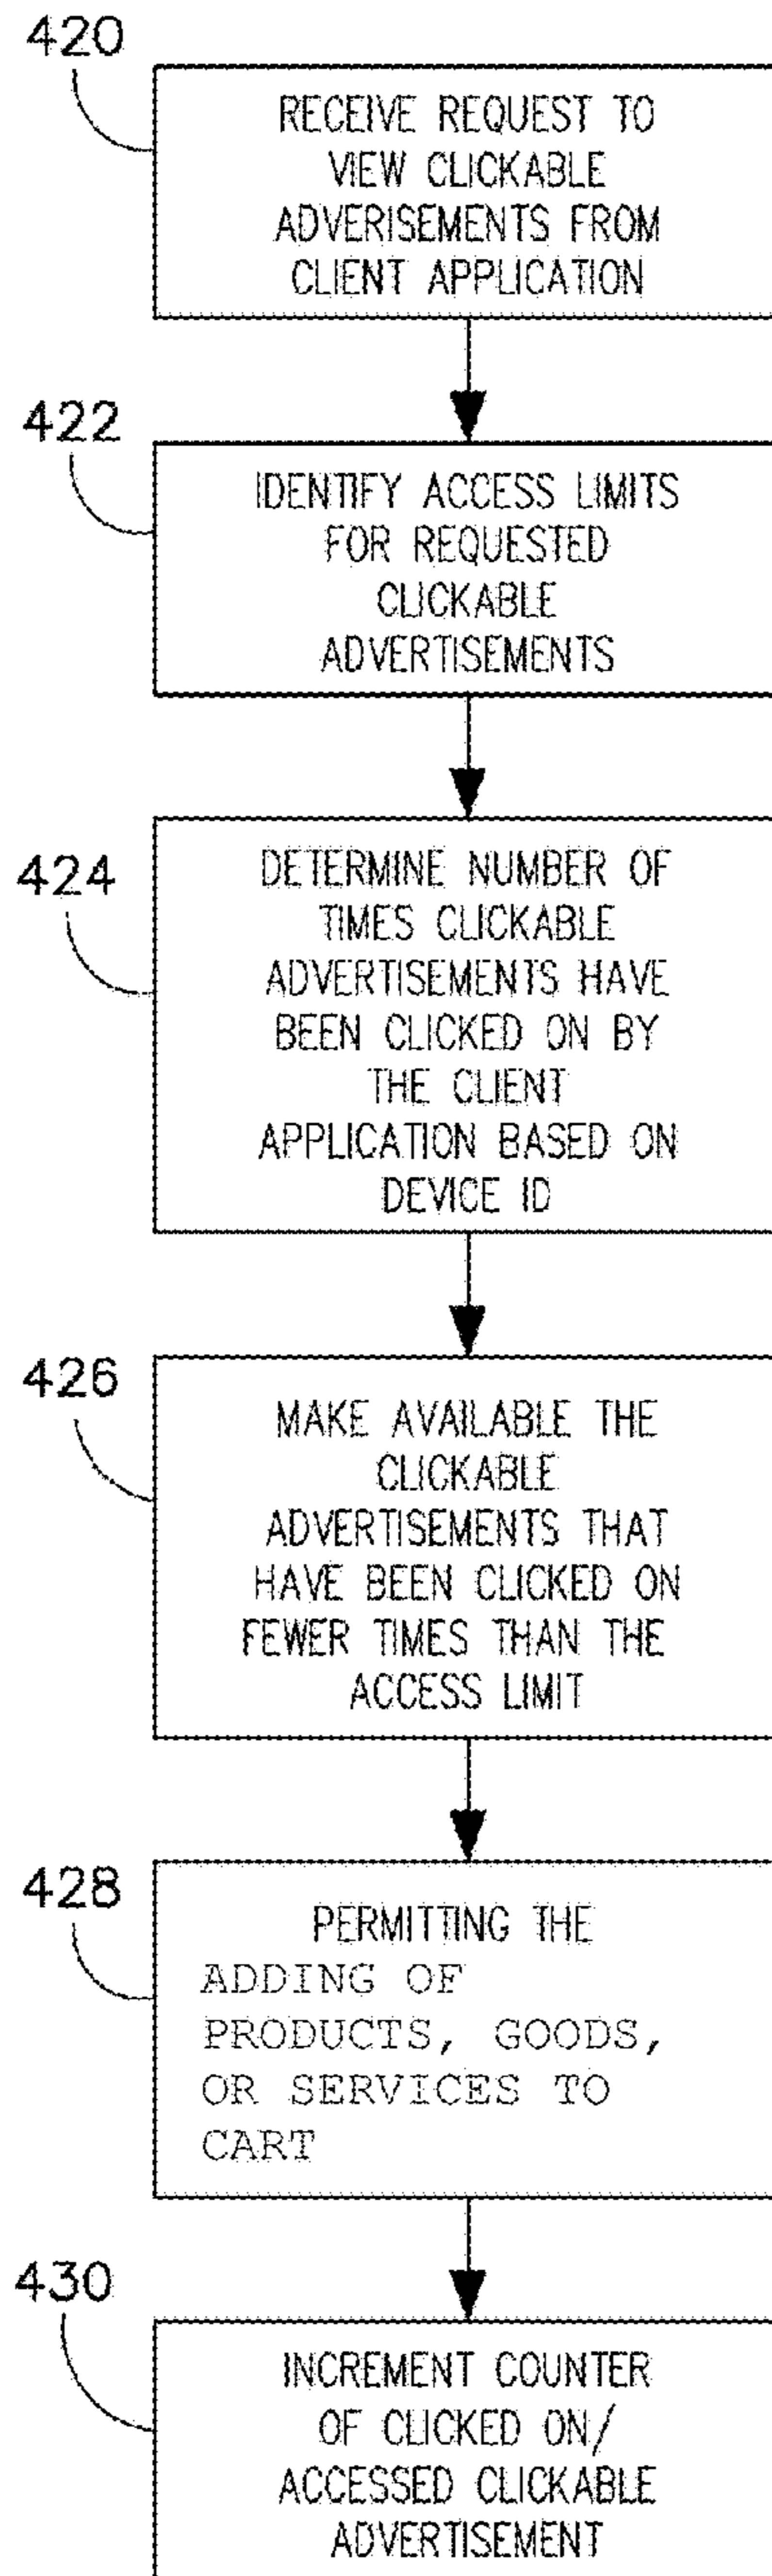 420
RECEIVE REQUEST TO
VIEW CLICKABLE
ADVERISEMENTS FROM
CLIENT APPLICATION
422
IDENTIFY ACCESS LIMITS
FOR REQUESTED
CLICKABLE
ADVERTISEMENTS
424
DETERMINE NUMBER OF
TIMES CLICKABLE
ADVERTISEMENTS HAVE
BEEN CLICKED ON BY
THE CLIENT
APPLICATION BASED ON
DEVICE ID
426
MAKE AVAILABLE THE
CLICKABLE
ADVERTISEMENTS THAT
HAVE BEEN CLICKED ON
FEWER TIMES THAN THE
ACCESS LIMIT
428
PERMITTING THE
ADDING OF
PRODUCTS, GOODS,
OR SERVICES TO
CART
430
INCREMENT COUNTER
OF CLICKED ON/
ACCESSED CLICKABLE
ADVERTISEMENT